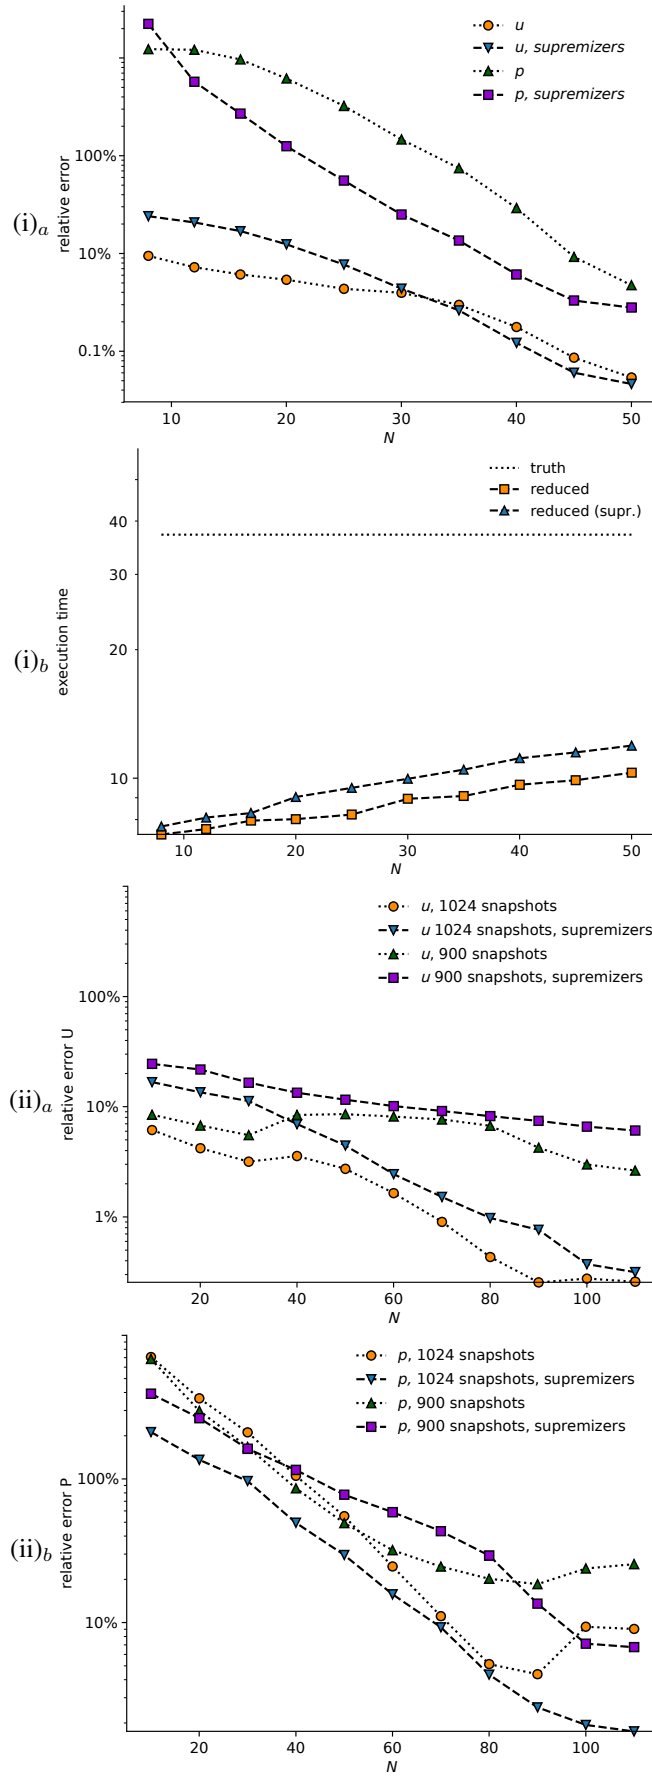 u
u, supremizers
p
p, supremizers
100%
10%
0.1%
relative error
(i)a
10 20 30 40 50
N
truth
reduced
reduced (supr.)
40
30
20
10
execution time
(i)b
10 20 30 40 50
N
u, 1024 snapshots
u 1024 snapshots, supremizers
u, 900 snapshots
u 900 snapshots, supremizers
100%
10%
1%
relative error U
(ii)a
20 40 60 80 100
N
p, 1024 snapshots
p, 1024 snapshots, supremizers
p, 900 snapshots
p, 900 snapshots, supremizers
100%
10%
relative error P
(ii)b
20 40 60 80 100
N